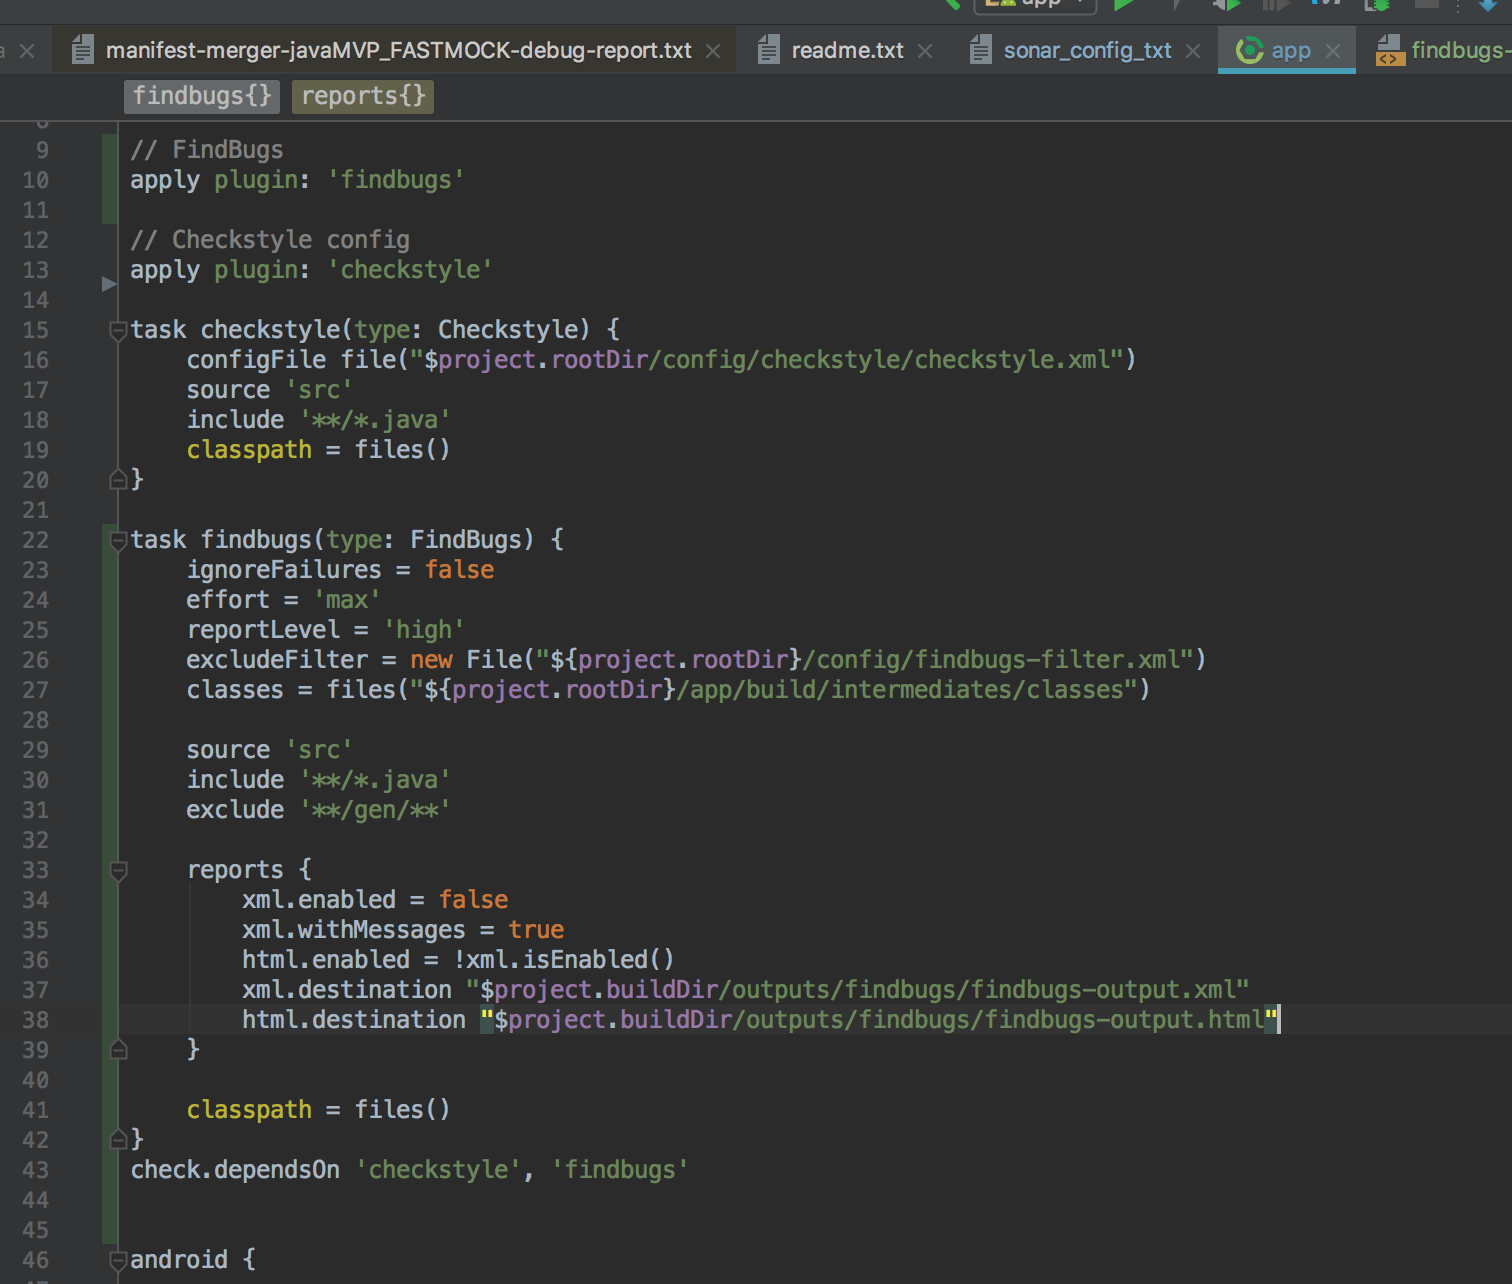 app
manifest-merger-javaMVP_FASTMOCK-debug-report.txt
readme.txt
sonar_config_txt
app
findbugs-
findbugs{}
reports{}
8
9 // FindBugs
10 apply plugin: 'findbugs'
11
12 // Checkstyle config
13 apply plugin: 'checkstyle'
14
15 task checkstyle(type: Checkstyle) {
16 configFile file("$project.rootDir/config/checkstyle/checkstyle.xml")
17 source 'src'
18 include '**/*.java'
19 classpath = files()
20 }
21
22 task findbugs(type: FindBugs) {
23 ignoreFailures = false
24 effort = 'max'
25 reportLevel = 'high'
26 excludeFilter = new File("${project.rootDir}/config/findbugs-filter.xml")
27 classes = files("${project.rootDir}/app/build/intermediates/classes")
28
29 source 'src'
30 include '**/*.java'
31 exclude '**/gen/**'
32
33 reports {
34 xml.enabled = false
35 xml.withMessages = true
36 html.enabled = !xml.isEnabled()
37 xml.destination "$project.buildDir/outputs/findbugs/findbugs-output.xml"
38 html.destination "$project.buildDir/outputs/findbugs/findbugs-output.html"
39 }
40
41 classpath = files()
42 }
43 check.dependsOn 'checkstyle', 'findbugs'
44
45
46 android {